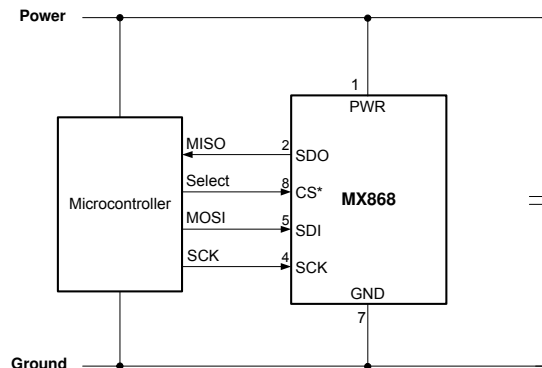 Power
1
PWR
MISO
2
SDO
Select
8
CS*
Microcontroller
MX868
MOSI
5
SDI
SCK
4
SCK
GND
7
Ground